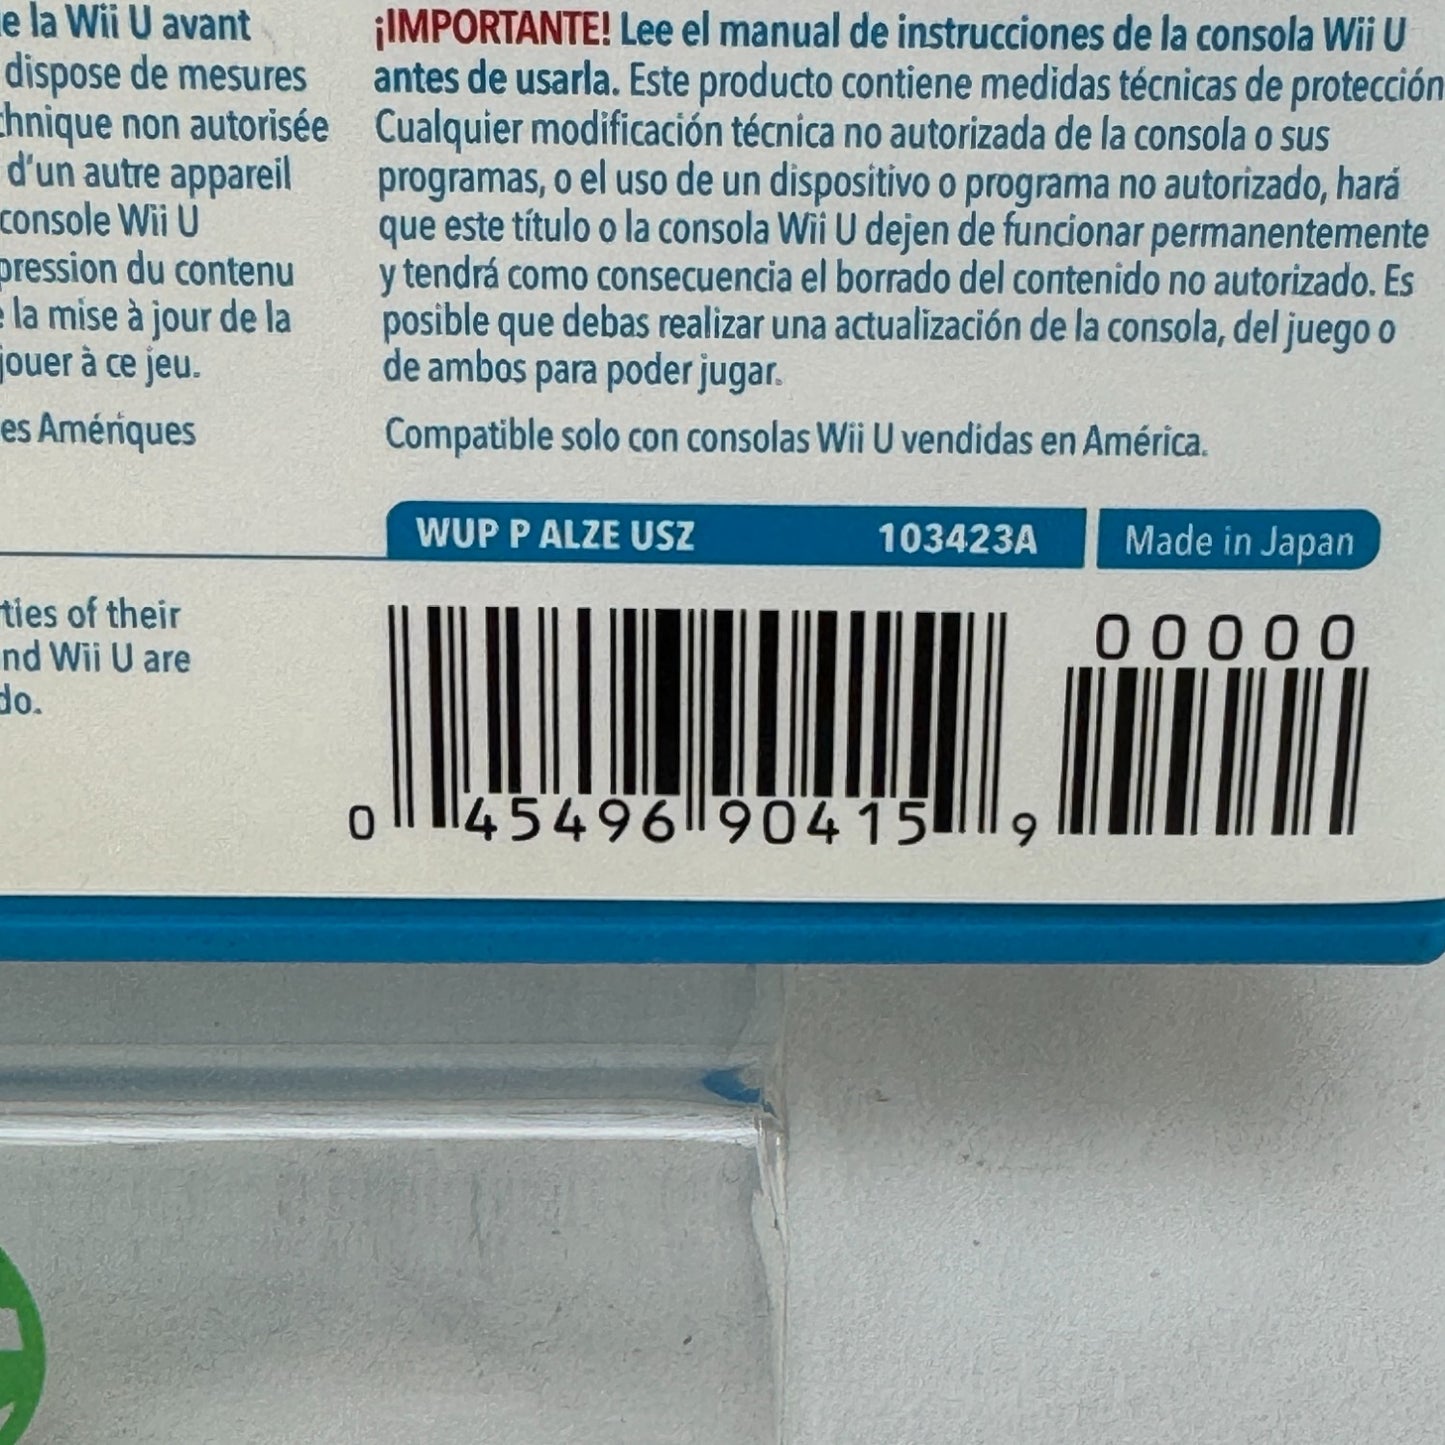 la Wii U avant
dispose de mesures
non autorisée
d'un autre appareil
console Wii U
du contenu
la mise à jour de la
jouer à ce jeu.
Amériques
¡IMPORTANTE! Lee el manual de instrucciones de la consola Wii U
antes de usarla. Este producto contiene medidas técnicas de protección
Cualquier modificación técnica no autorizada de la consola o sus
programas, o el uso de un dispositivo o programa no autorizado, hará
que este título o la consola Wii U dejen de funcionar permanentemente
y tendrá como consecuencia el borrado del contenido no autorizado. Es
posible que debas realizar una actualización de la consola, del juego o
de ambos para poder jugar.
Compatible solo con consolas Wii U vendidas en América.
WUP P ALZE USZ 103423A Made in Japan
of their
Wii U are
00000
0 45496 90415 9